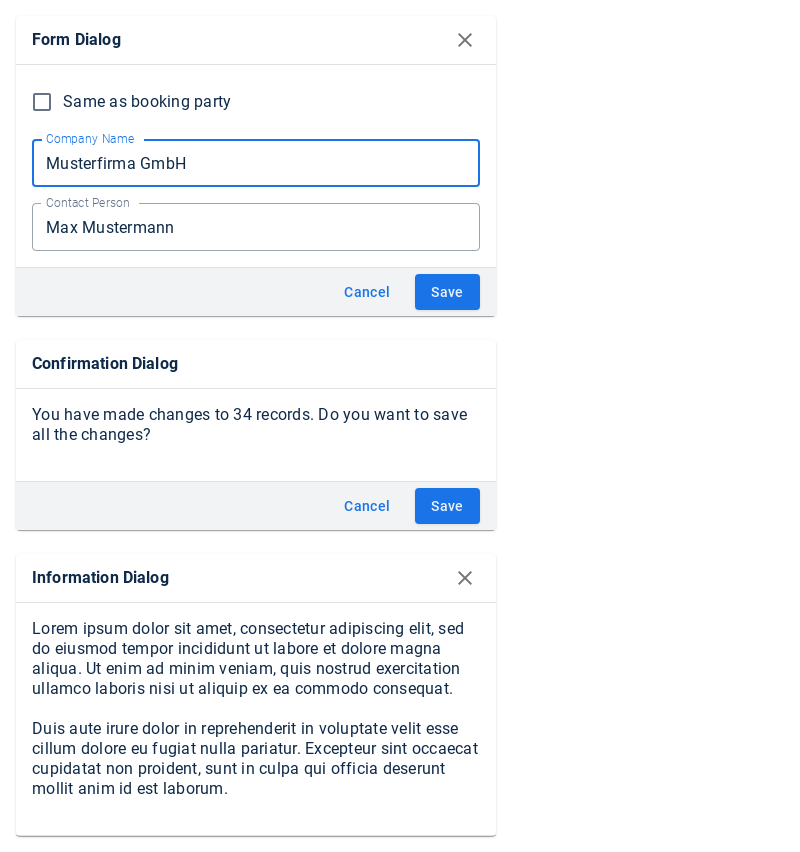 Form Dialog
Same as booking party
Company Name
Musterfirma GmbH
Contact Person
Max Mustermann
Cancel Save
Confirmation Dialog
You have made changes to 34 records. Do you want to save
all the changes?
Cancel Save
Information Dialog
Lorem ipsum dolor sit amet, consectetur adipiscing elit, sed
do eiusmod tempor incididunt ut labore et dolore magna
aliqua. Ut enim ad minim veniam, quis nostrud exercitation
ullamco laboris nisi ut aliquip ex ea commodo consequat.
Duis aute irure dolor in reprehenderit in voluptate velit esse
cillum dolore eu fugiat nulla pariatur. Excepteur sint occaecat
cupidatat non proident, sunt in culpa qui officia deserunt
mollit anim id est laborum.